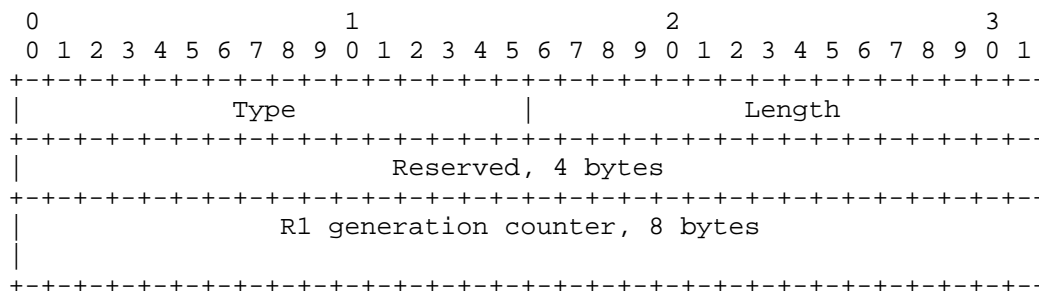 0                   1                   2                   3
 0 1 2 3 4 5 6 7 8 9 0 1 2 3 4 5 6 7 8 9 0 1 2 3 4 5 6 7 8 9 0 1
+-+-+-+-+-+-+-+-+-+-+-+-+-+-+-+-+-+-+-+-+-+-+-+-+-+-+-+-+-+-+-+-
|             Type              |             Length
+-+-+-+-+-+-+-+-+-+-+-+-+-+-+-+-+-+-+-+-+-+-+-+-+-+-+-+-+-+-+-+-
|                       Reserved, 4 bytes
+-+-+-+-+-+-+-+-+-+-+-+-+-+-+-+-+-+-+-+-+-+-+-+-+-+-+-+-+-+-+-+-
|                R1 generation counter, 8 bytes
|
+-+-+-+-+-+-+-+-+-+-+-+-+-+-+-+-+-+-+-+-+-+-+-+-+-+-+-+-+-+-+-+-